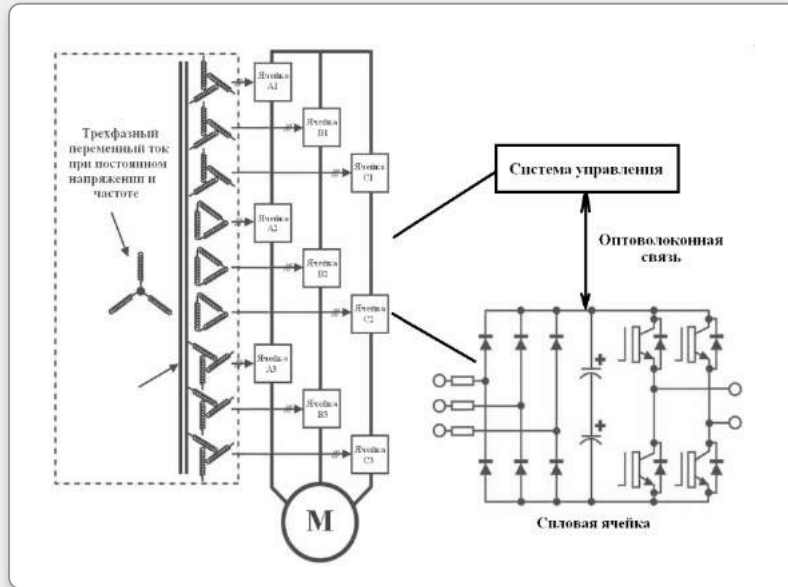 Трехфазный
переменный ток
при постоянном
напряжении и
частоте
Ячейка
A1
Ячейка
B1
Ячейка
C1
Ячейка
A2
Ячейка
B2
Ячейка
C2
Ячейка
A3
Ячейка
B3
Ячейка
C3
M
Система управления
Оптоволоконная
связь
+
+
Силовая ячейка